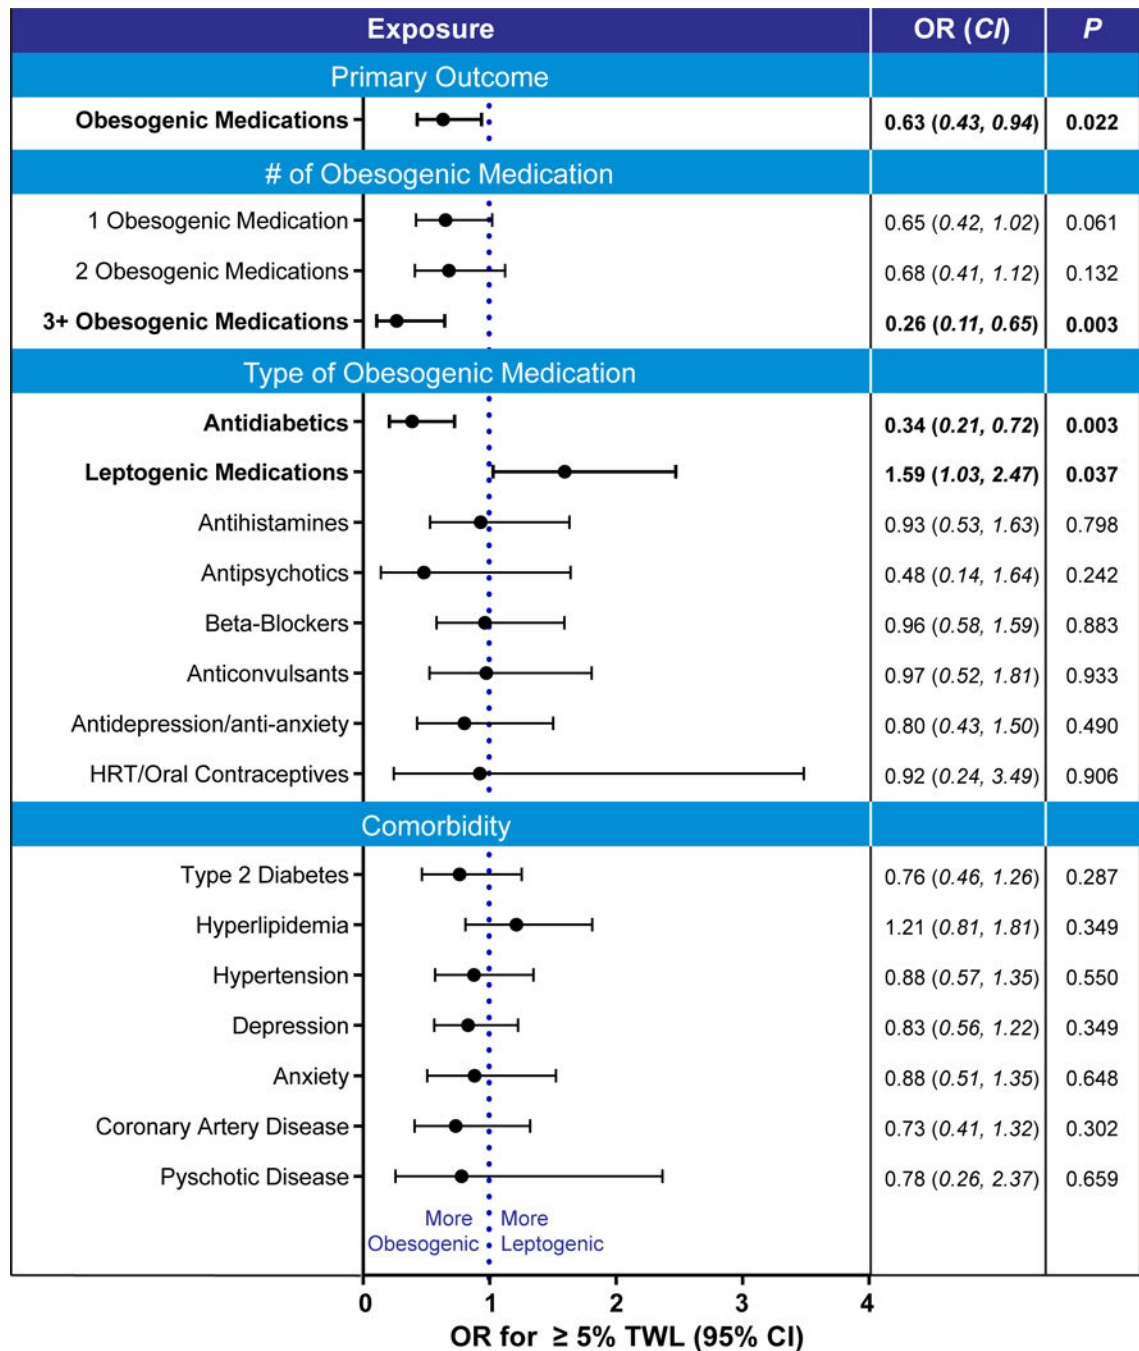 Exposure OR (CI) P
Primary Outcome
Obesogenic Medications 0.63 (0.43, 0.94) 0.022
# of Obesogenic Medication
1 Obesogenic Medication 0.65 (0.42, 1.02) 0.061
2 Obesogenic Medications 0.68 (0.41, 1.12) 0.132
3+ Obesogenic Medications 0.26 (0.11, 0.65) 0.003
Type of Obesogenic Medication
Antidiabetics 0.34 (0.21, 0.72) 0.003
Leptogenic Medications 1.59 (1.03, 2.47) 0.037
Antihistamines 0.93 (0.53, 1.63) 0.798
Antipsychotics 0.48 (0.14, 1.64) 0.242
Beta-Blockers 0.96 (0.58, 1.59) 0.883
Anticonvulsants 0.97 (0.52, 1.81) 0.933
Antidepression/anti-anxiety 0.80 (0.43, 1.50) 0.490
HRT/Oral Contraceptives 0.92 (0.24, 3.49) 0.906
Comorbidity
Type 2 Diabetes 0.76 (0.46, 1.26) 0.287
Hyperlipidemia 1.21 (0.81, 1.81) 0.349
Hypertension 0.88 (0.57, 1.35) 0.550
Depression 0.83 (0.56, 1.22) 0.349
Anxiety 0.88 (0.51, 1.35) 0.648
Coronary Artery Disease 0.73 (0.41, 1.32) 0.302
Pyschotic Disease 0.78 (0.26, 2.37) 0.659
More More
Obesogenic Leptogenic
0 1 2 3 4
OR for ≥ 5% TWL (95% CI)